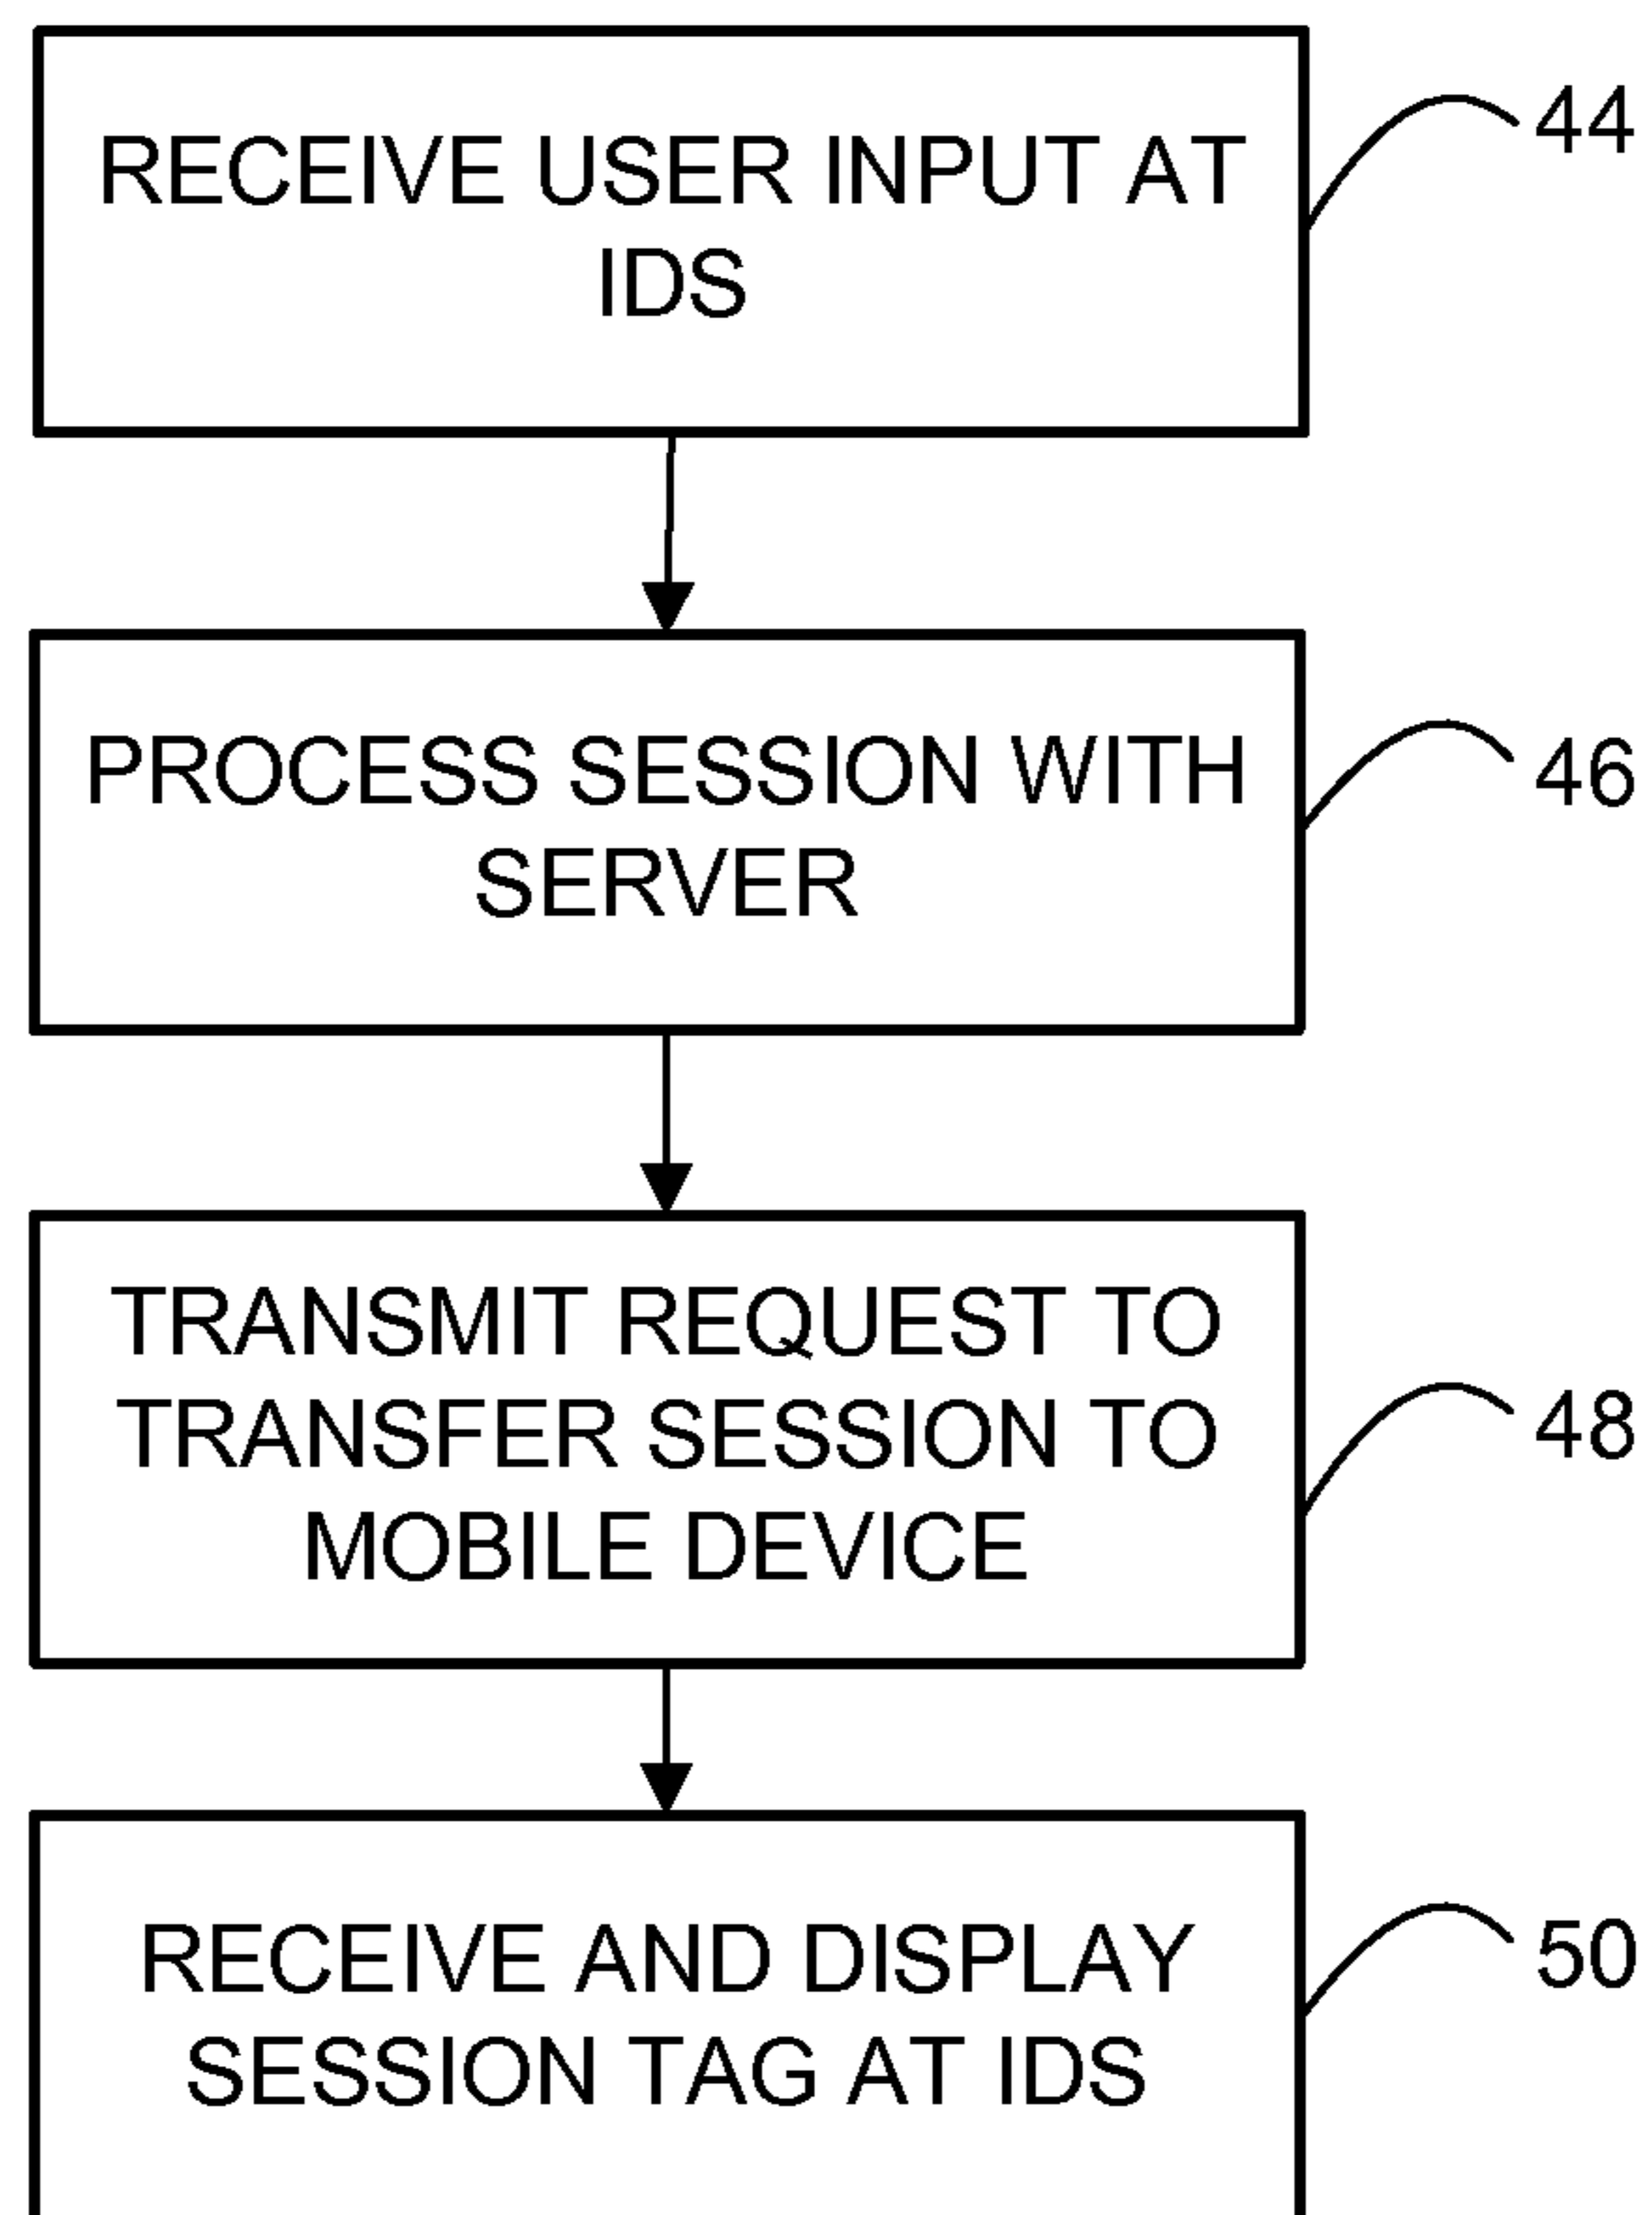 RECEIVE USER INPUT AT
IDS
44
PROCESS SESSION WITH
SERVER
46
TRANSMIT REQUEST TO
TRANSFER SESSION TO
MOBILE DEVICE
48
RECEIVE AND DISPLAY
SESSION TAG AT IDS
50